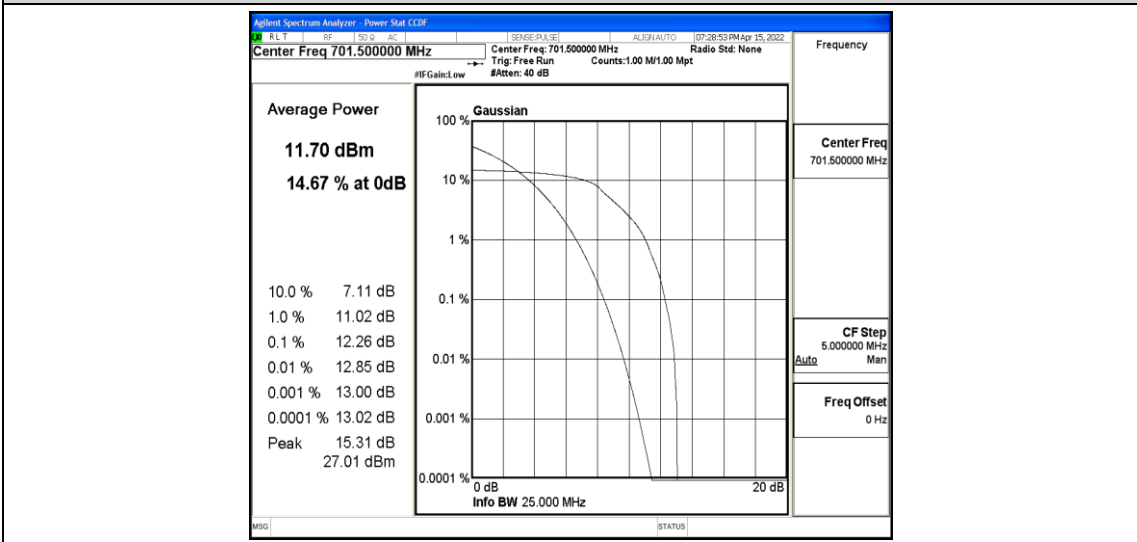 Agilent Spectrum Analyzer - Power Stat CCDF
LXI RLT RF 50 Ω AC SENSE:PULSE ALIGNAUTO 07:28:53 PM Apr 15, 2022
Center Freq 701.500000 MHz
Center Freq: 701.500000 MHz Radio Std: None
Trig: Free Run Counts:1.00 M/1.00 Mpt
#IFGain:Low #Atten: 40 dB
Average Power
11.70 dBm
14.67 % at 0dB
10.0 % 7.11 dB
1.0 % 11.02 dB
0.1 % 12.26 dB
0.01 % 12.85 dB
0.001 % 13.00 dB
0.0001 % 13.02 dB
Peak 15.31 dB
27.01 dBm
Gaussian
100 %
10 %
1 %
0.1 %
0.01 %
0.001 %
0.0001 %
0 dB 20 dB
Info BW 25.000 MHz
Frequency
Center Freq
701.500000 MHz
CF Step
5.000000 MHz
Auto Man
Freq Offset
0 Hz
MSG STATUS